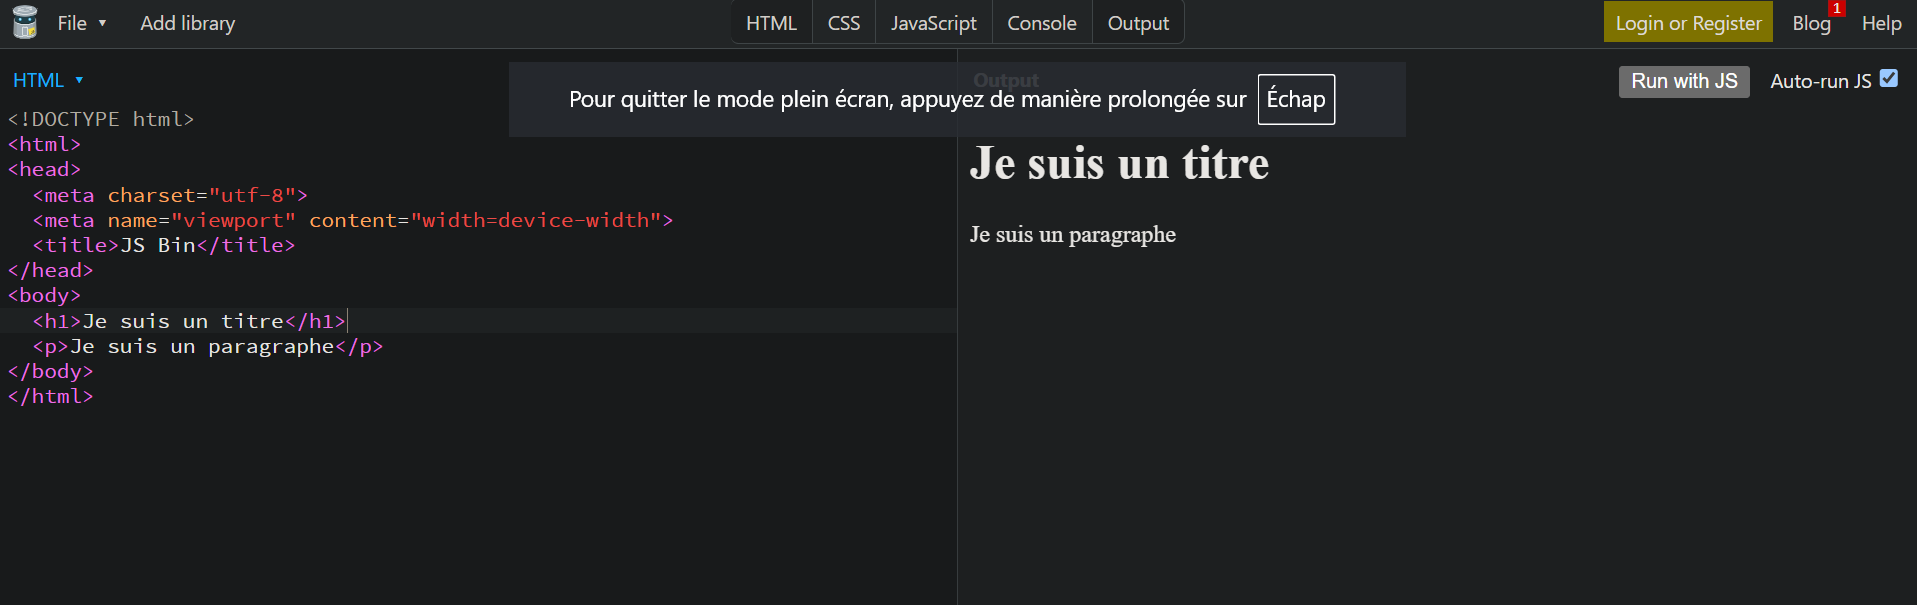 File ▼ Add library HTML CSS JavaScript Console Output Login or Register Blog 1 Help
HTML ▼
Output
Run with JS Auto-run JS
Pour quitter le mode plein écran, appuyez de manière prolongée sur Échap
<!DOCTYPE html>
<html>
<head>
  <meta charset="utf-8">
  <meta name="viewport" content="width=device-width">
  <title>JS Bin</title>
</head>
<body>
  <h1>Je suis un titre</h1>
  <p>Je suis un paragraphe</p>
</body>
</html>
Je suis un titre
Je suis un paragraphe